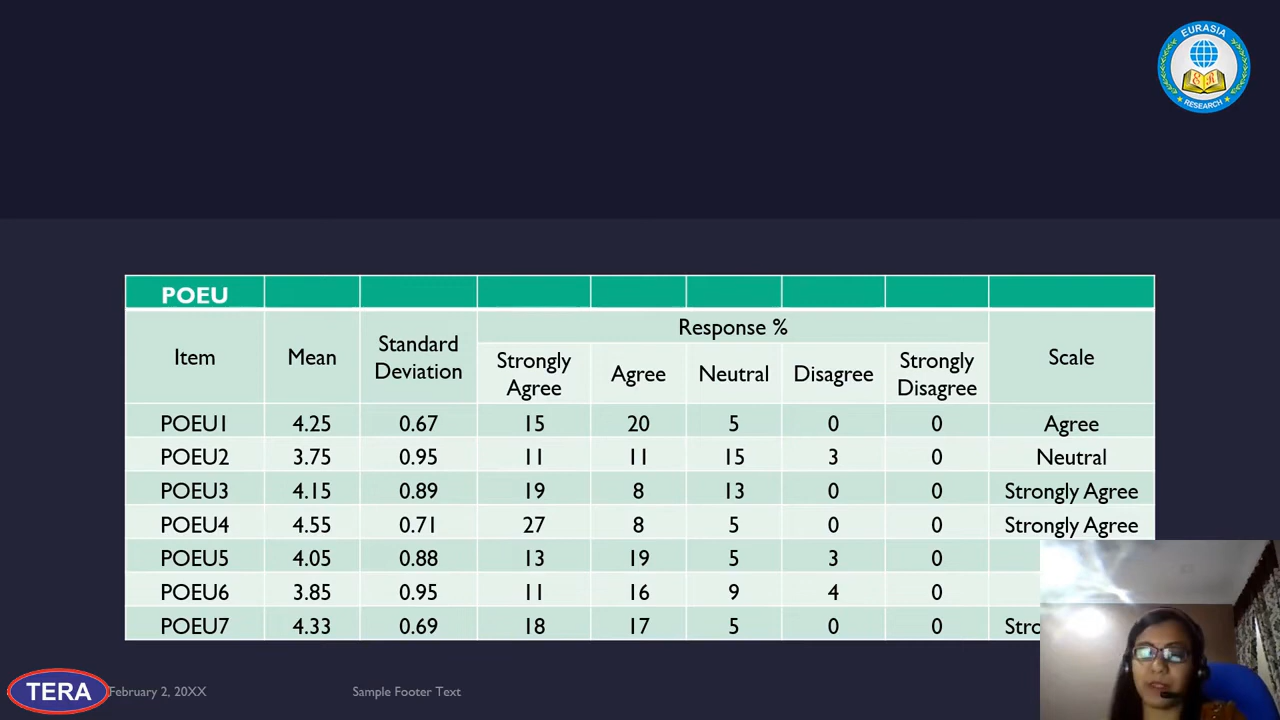 EURASIA
RESEARCH
POEU
Item Mean Standard Deviation Response % Scale
Strongly Agree Agree Neutral Disagree Strongly Disagree
POEU1 4.25 0.67 15 20 5 0 0 Agree
POEU2 3.75 0.95 11 11 15 3 0 Neutral
POEU3 4.15 0.89 19 8 13 0 0 Strongly Agree
POEU4 4.55 0.71 27 8 5 0 0 Strongly Agree
POEU5 4.05 0.88 13 19 5 3 0
POEU6 3.85 0.95 11 16 9 4 0
POEU7 4.33 0.69 18 17 5 0 0 Stro
TERA February 2, 20XX Sample Footer Text